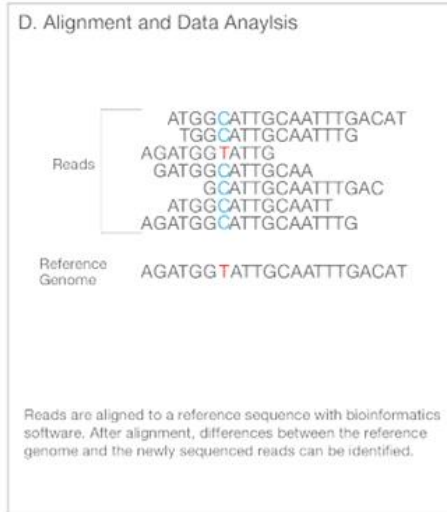 D. Alignment and Data Anaylsis
ATGGCATTGCAATTTGACAT
TGGCATTGCAATTTG
AGATGGTATTG
Reads
GATGGCATTGCAA
GCATTGCAATTTGAC
ATGGCATTGCAATT
AGATGGCATTGCAATTTG
Reference
Genome
AGATGGTATTGCAATTTGACAT
Reads are aligned to a reference sequence with bioinformatics
software. After alignment, differences between the reference
genome and the newly sequenced reads can be identified.